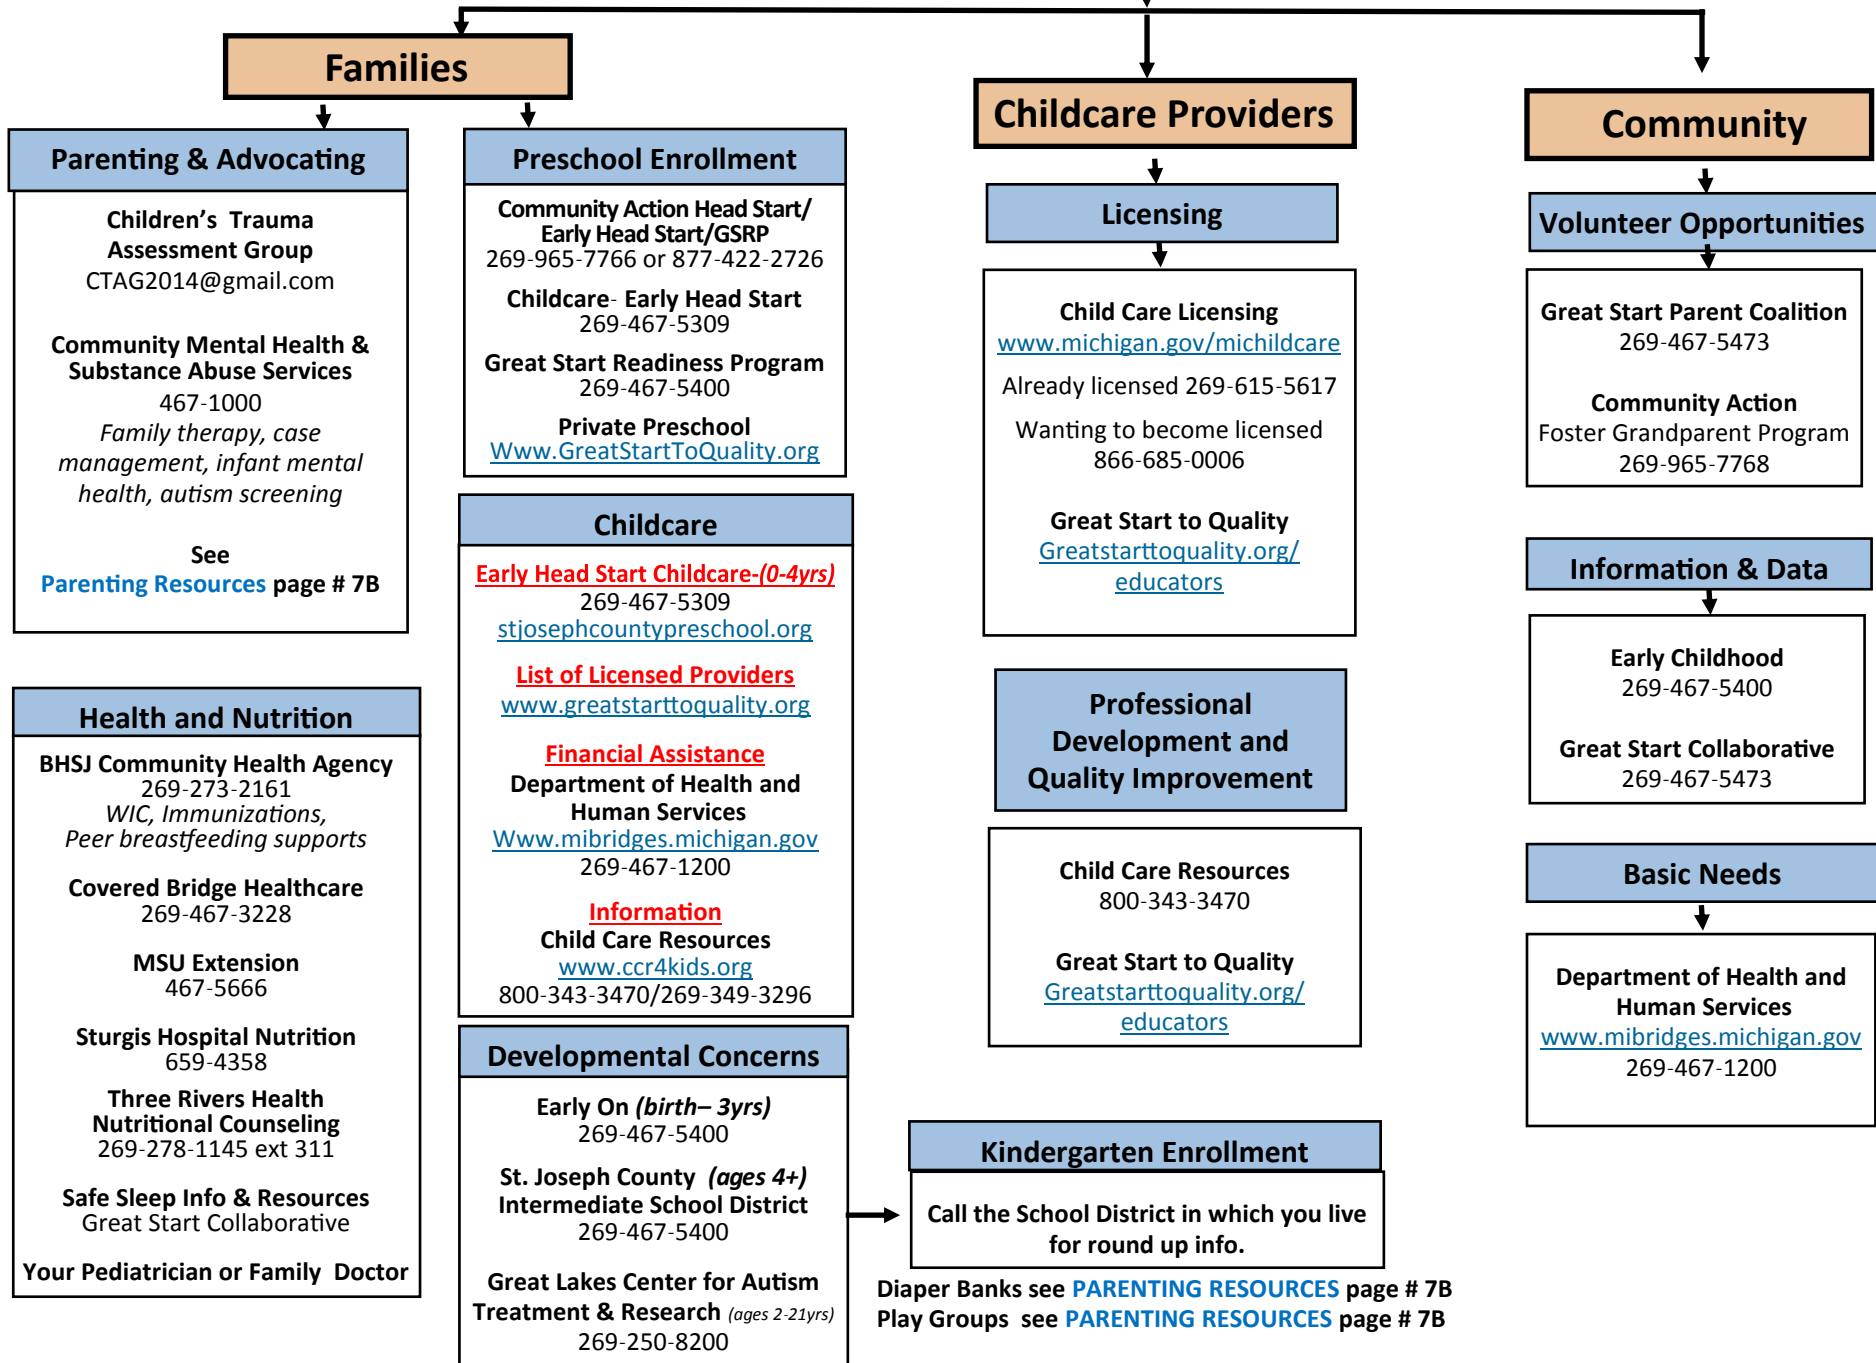 Families
Parenting & Advocating
Children's  Trauma
Assessment Group
CTAG2014@gmail.com
Community Mental Health &
Substance Abuse Services
467-1000
Family therapy, case
management, infant mental
health, autism screening
See
Parenting Resources page # 7B
Health and Nutrition
BHSJ Community Health Agency
269-273-2161
WIC, Immunizations,
Peer breastfeeding supports
Covered Bridge Healthcare
269-467-3228
MSU Extension
467-5666
Sturgis Hospital Nutrition
659-4358
Three Rivers Health
Nutritional Counseling
269-278-1145 ext 311
Safe Sleep Info & Resources
Great Start Collaborative
Your Pediatrician or Family  Doctor
Preschool Enrollment
Community Action Head Start/
Early Head Start/GSRP
269-965-7766 or 877-422-2726
Childcare- Early Head Start
269-467-5309
Great Start Readiness Program
269-467-5400
Private Preschool
Www.GreatStartToQuality.org
Childcare
Early Head Start Childcare-(0-4yrs)
269-467-5309
stjosephcountypreschool.org
List of Licensed Providers
www.greatstarttoquality.org
Financial Assistance
Department of Health and
Human Services
Www.mibridges.michigan.gov
269-467-1200
Information
Child Care Resources
www.ccr4kids.org
800-343-3470/269-349-3296
Developmental Concerns
Early On (birth– 3yrs)
269-467-5400
St. Joseph County  (ages 4+)
Intermediate School District
269-467-5400
Great Lakes Center for Autism
Treatment & Research (ages 2-21yrs)
269-250-8200
Childcare Providers
Licensing
Child Care Licensing
www.michigan.gov/michildcare
Already licensed 269-615-5617
Wanting to become licensed
866-685-0006
Great Start to Quality
Greatstarttoquality.org/
educators
Professional
Development and
Quality Improvement
Child Care Resources
800-343-3470
Great Start to Quality
Greatstarttoquality.org/
educators
Kindergarten Enrollment
Call the School District in which you live
for round up info.
Diaper Banks see PARENTING RESOURCES page # 7B
Play Groups  see PARENTING RESOURCES page # 7B
Community
Volunteer Opportunities
Great Start Parent Coalition
269-467-5473
Community Action
Foster Grandparent Program
269-965-7768
Information & Data
Early Childhood
269-467-5400
Great Start Collaborative
269-467-5473
Basic Needs
Department of Health and
Human Services
www.mibridges.michigan.gov
269-467-1200